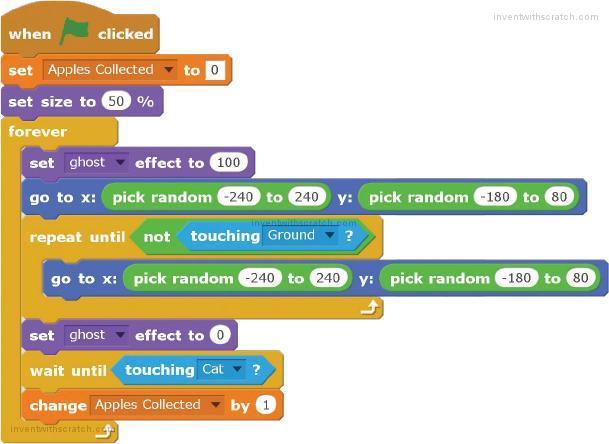 inventwithscratch.com
when clicked
set Apples Collected to 0
set size to 50 %
forever
set ghost effect to 100
go to x: pick random -240 to 240 y: pick random -180 to 80
inventwithscratch.com
repeat until not touching Ground ?
go to x: pick random -240 to 240 y: pick random -180 to 80
set ghost effect to 0
wait until touching Cat ?
change Apples Collected by 1
inventwithscratch.com